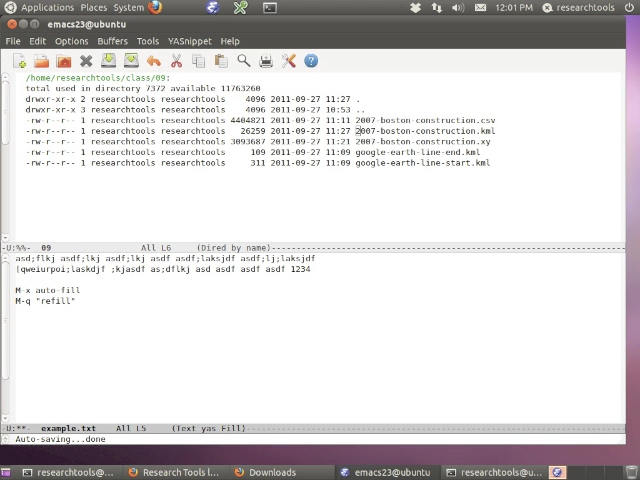 Applications Places System 12:01 PM researchtools
emacs23@ubuntu
File Edit Options Buffers Tools YASnippet Help
/home/researchtools/class/09:
total used in directory 7372 available 11763260
drwxr-xr-x 2 researchtools researchtools 4096 2011-09-27 11:27 .
drwxr-xr-x 3 researchtools researchtools 4096 2011-09-27 10:53 ..
-rw-r--r-- 1 researchtools researchtools 4404821 2011-09-27 11:11 2007-boston-construction.csv
-rw-r--r-- 1 researchtools researchtools 26259 2011-09-27 11:27 2007-boston-construction.kml
-rw-r--r-- 1 researchtools researchtools 3093687 2011-09-27 11:21 2007-boston-construction.xy
-rw-r--r-- 1 researchtools researchtools 109 2011-09-27 11:09 google-earth-line-end.kml
-rw-r--r-- 1 researchtools researchtools 311 2011-09-27 11:09 google-earth-line-start.kml
-U:%%- 09 All L6 (Dired by name)
asd;flkj asdf;lkj asdf;lkj asdf asdf asdf;laksjdf asdf;lj;laksjdf
[qweiurpoi;laskdjf ;kjasdf as;dflkj asd asdf asdf asdf 1234
M-x auto-fill
M-q "refill"
-U:**- example.txt All L5 (Text yas Fill)
Auto-saving...done
researchtools@... Research Tools l... Downloads emacs23@ubuntu researchtools@u...